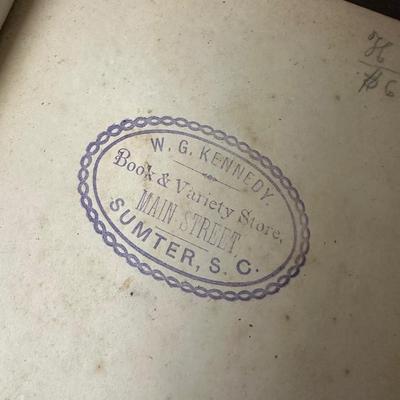 W. G. KENNEDY.
Book & Variety Store,
MAIN STREET,
SUMTER, S. C.